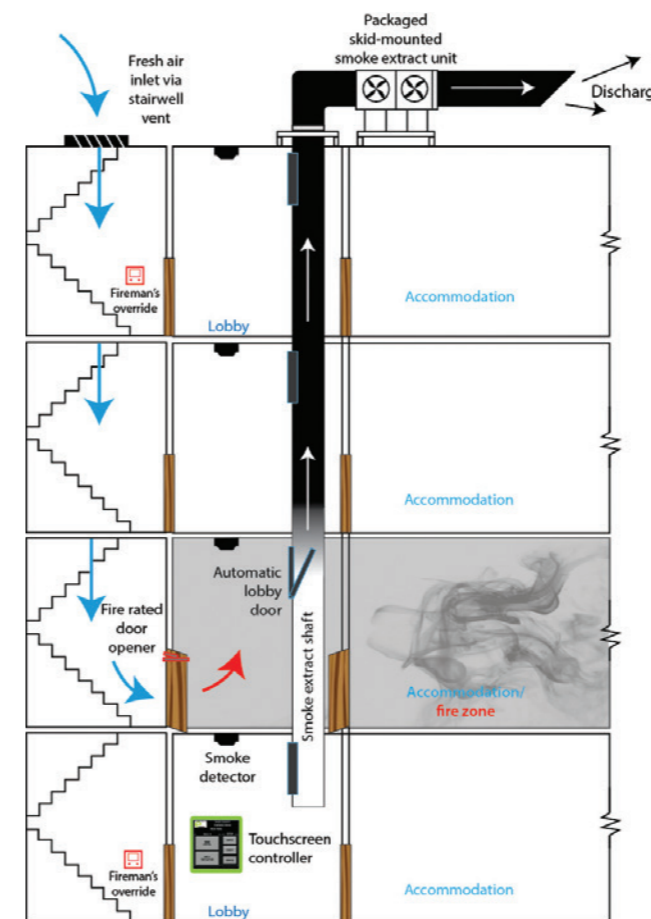 Packaged
skid-mounted
smoke extract unit
Fresh air
inlet via
stairwell
vent
Discharg
Fireman's
override
Lobby
Accommodation
Accommodation
Automatic
lobby
door
Fire rated
door
opener
Smoke extract shaft
Accommodation/
fire zone
Smoke
detector
Touchscreen
controller
Fireman's
override
Lobby
Accommodation